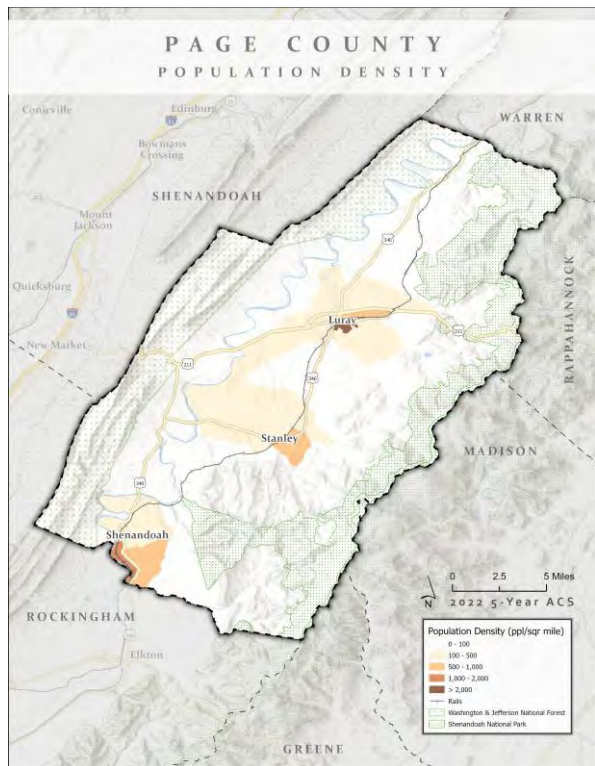 PAGE COUNTY
POPULATION DENSITY
Conicville
Edinburg
WARREN
Bowmans
Crossing
SHENANDOAH
Mount
Jackson
340
RAPPAHANNOCK
Quicksburg
Luray
211
New Market
211
340
Stanley
MADISON
340
Shenandoah
0 2.5 5 Miles
N
2022 5-Year ACS
ROCKINGHAM
Elkton
Population Density (ppl/sqr mile)
0 - 100
100 - 500
500 - 1,000
1,000 - 2,000
> 2,000
Rails
Washington & Jefferson National Forest
Shenandoah National Park
GREENE